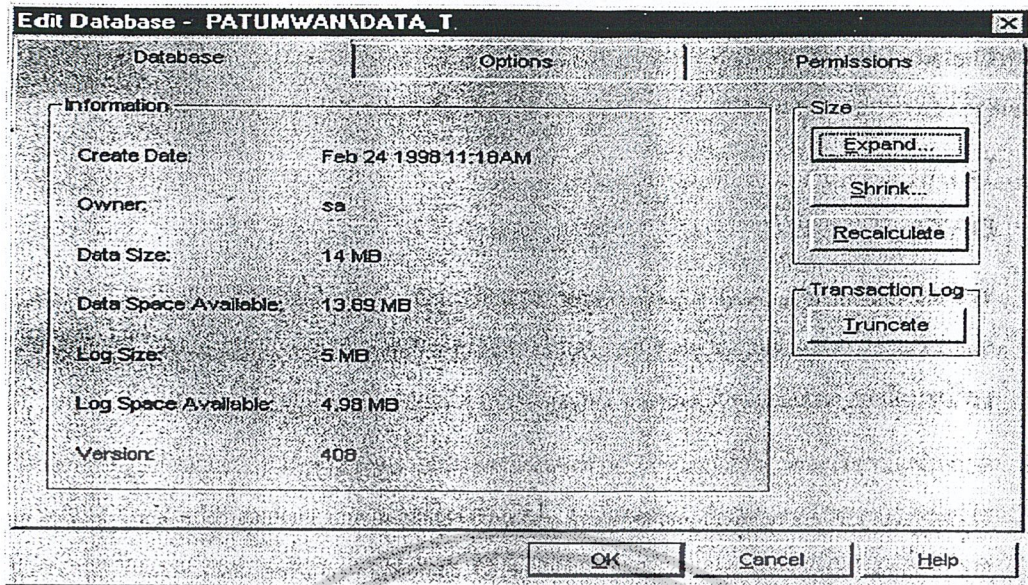 Edit Database - PATUMWAN\DATA_T
Database
Options
Permissions
Information
Create Date: Feb 24 1998 11:18AM
Owner: sa
Data Size: 14 MB
Data Space Available: 13.89 MB
Log Size: 5 MB
Log Space Available: 4.98 MB
Version: 408
Size
Expand...
Shrink...
Recalculate
Transaction Log
Truncate
OK
Cancel
Help